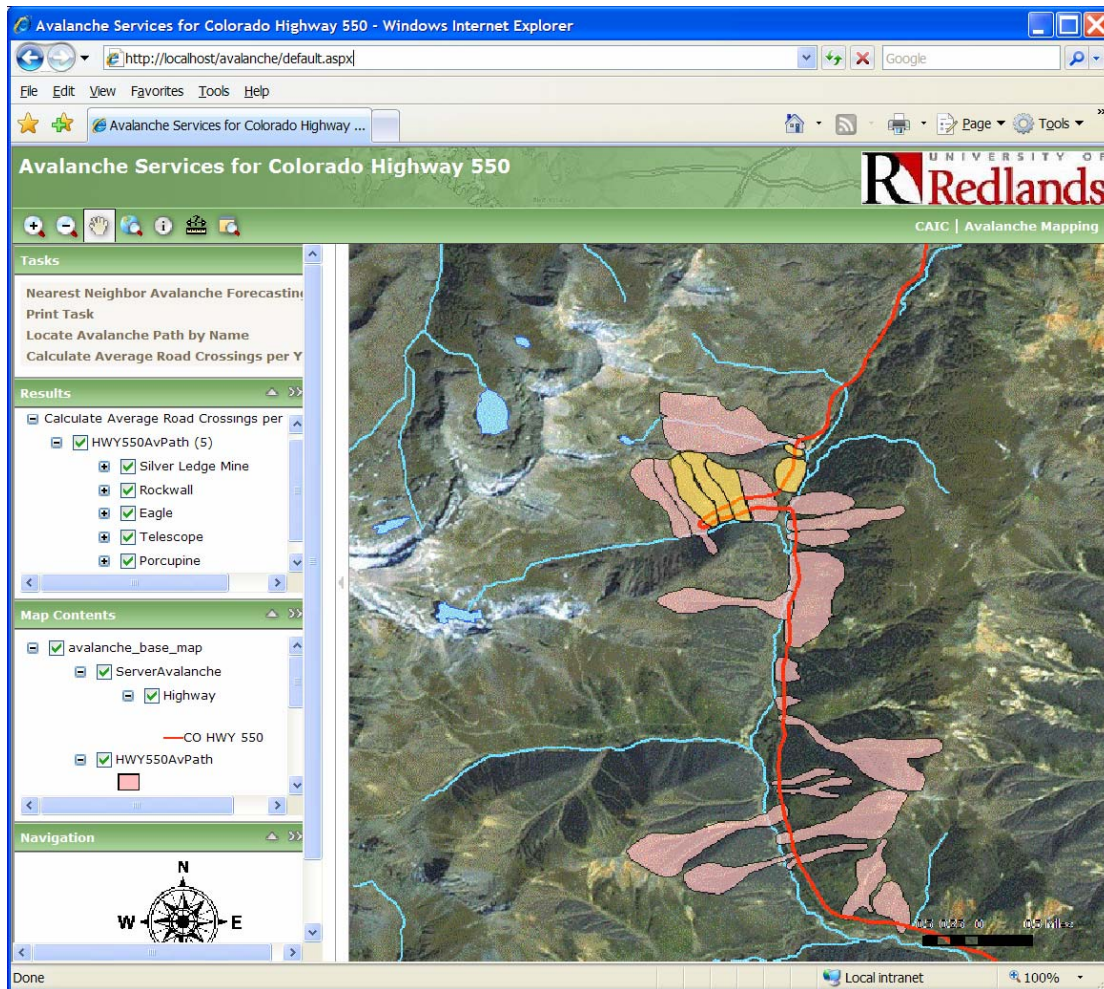 Avalanche Services for Colorado Highway 550 - Windows Internet Explorer
http://localhost/avalanche/default.aspx
Google
File Edit View Favorites Tools Help
Avalanche Services for Colorado Highway ...
Page Tools »
Avalanche Services for Colorado Highway 550
R UNIVERSITY OF
Redlands
CAIC | Avalanche Mapping
Tasks
Nearest Neighbor Avalanche Forecasting
Print Task
Locate Avalanche Path by Name
Calculate Average Road Crossings per Y
Results
Calculate Average Road Crossings per
HWY550AvPath (5)
Silver Ledge Mine
Rockwall
Eagle
Telescope
Porcupine
Map Contents
avalanche_base_map
ServerAvalanche
Highway
CO HWY 550
HWY550AvPath
Navigation
N
W E
0
Miles
Done
Local intranet
100%